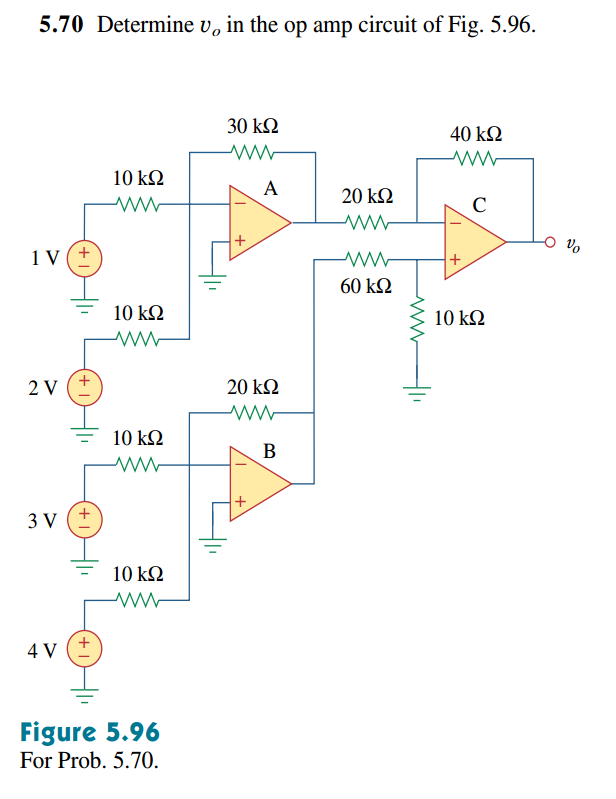 5.70 Determine vₒ in the op amp circuit of Fig. 5.96.
30 kΩ
40 kΩ
10 kΩ
A
20 kΩ
C
−
+
1 V
+
−
−
+
vₒ
60 kΩ
10 kΩ
10 kΩ
2 V
+
−
20 kΩ
10 kΩ
B
−
+
3 V
+
−
10 kΩ
4 V
+
−
Figure 5.96
For Prob. 5.70.